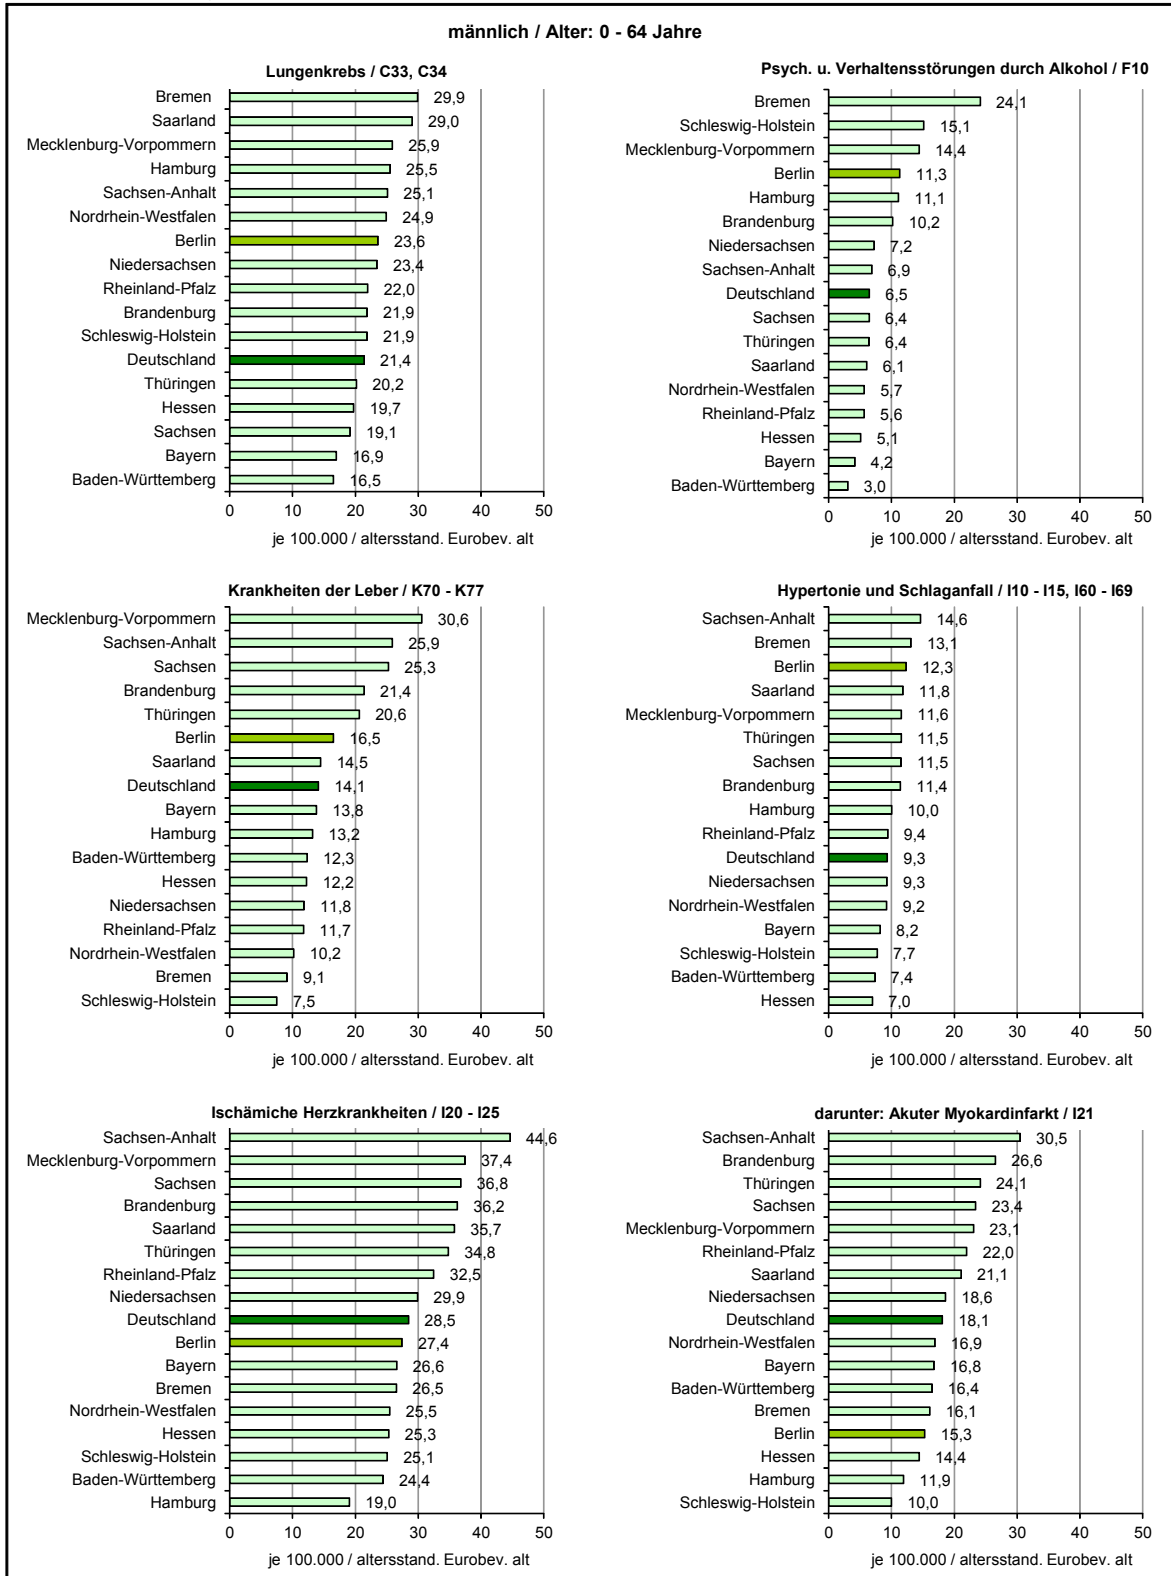 männlich / Alter: 0 - 64 Jahre
Lungenkrebs / C33, C34
Bremen 29,9
Saarland 29,0
Mecklenburg-Vorpommern 25,9
Hamburg 25,5
Sachsen-Anhalt 25,1
Nordrhein-Westfalen 24,9
Berlin 23,6
Niedersachsen 23,4
Rheinland-Pfalz 22,0
Brandenburg 21,9
Schleswig-Holstein 21,9
Deutschland 21,4
Thüringen 20,2
Hessen 19,7
Sachsen 19,1
Bayern 16,9
Baden-Württemberg 16,5
0 10 20 30 40 50
je 100.000 / altersstand. Eurobev. alt
Psych. u. Verhaltensstörungen durch Alkohol / F10
Bremen 24,1
Schleswig-Holstein 15,1
Mecklenburg-Vorpommern 14,4
Berlin 11,3
Hamburg 11,1
Brandenburg 10,2
Niedersachsen 7,2
Sachsen-Anhalt 6,9
Deutschland 6,5
Sachsen 6,4
Thüringen 6,4
Saarland 6,1
Nordrhein-Westfalen 5,7
Rheinland-Pfalz 5,6
Hessen 5,1
Bayern 4,2
Baden-Württemberg 3,0
0 10 20 30 40 50
je 100.000 / altersstand. Eurobev. alt
Krankheiten der Leber / K70 - K77
Mecklenburg-Vorpommern 30,6
Sachsen-Anhalt 25,9
Sachsen 25,3
Brandenburg 21,4
Thüringen 20,6
Berlin 16,5
Saarland 14,5
Deutschland 14,1
Bayern 13,8
Hamburg 13,2
Baden-Württemberg 12,3
Hessen 12,2
Niedersachsen 11,8
Rheinland-Pfalz 11,7
Nordrhein-Westfalen 10,2
Bremen 9,1
Schleswig-Holstein 7,5
0 10 20 30 40 50
je 100.000 / altersstand. Eurobev. alt
Hypertonie und Schlaganfall / I10 - I15, I60 - I69
Sachsen-Anhalt 14,6
Bremen 13,1
Berlin 12,3
Saarland 11,8
Mecklenburg-Vorpommern 11,6
Thüringen 11,5
Sachsen 11,5
Brandenburg 11,4
Hamburg 10,0
Rheinland-Pfalz 9,4
Deutschland 9,3
Niedersachsen 9,3
Nordrhein-Westfalen 9,2
Bayern 8,2
Schleswig-Holstein 7,7
Baden-Württemberg 7,4
Hessen 7,0
0 10 20 30 40 50
je 100.000 / altersstand. Eurobev. alt
Ischämiche Herzkrankheiten / I20 - I25
Sachsen-Anhalt 44,6
Mecklenburg-Vorpommern 37,4
Sachsen 36,8
Brandenburg 36,2
Saarland 35,7
Thüringen 34,8
Rheinland-Pfalz 32,5
Niedersachsen 29,9
Deutschland 28,5
Berlin 27,4
Bayern 26,6
Bremen 26,5
Nordrhein-Westfalen 25,5
Hessen 25,3
Schleswig-Holstein 25,1
Baden-Württemberg 24,4
Hamburg 19,0
0 10 20 30 40 50
je 100.000 / altersstand. Eurobev. alt
darunter: Akuter Myokardinfarkt / I21
Sachsen-Anhalt 30,5
Brandenburg 26,6
Thüringen 24,1
Sachsen 23,4
Mecklenburg-Vorpommern 23,1
Rheinland-Pfalz 22,0
Saarland 21,1
Niedersachsen 18,6
Deutschland 18,1
Nordrhein-Westfalen 16,9
Bayern 16,8
Baden-Württemberg 16,4
Bremen 16,1
Berlin 15,3
Hessen 14,4
Hamburg 11,9
Schleswig-Holstein 10,0
0 10 20 30 40 50
je 100.000 / altersstand. Eurobev. alt